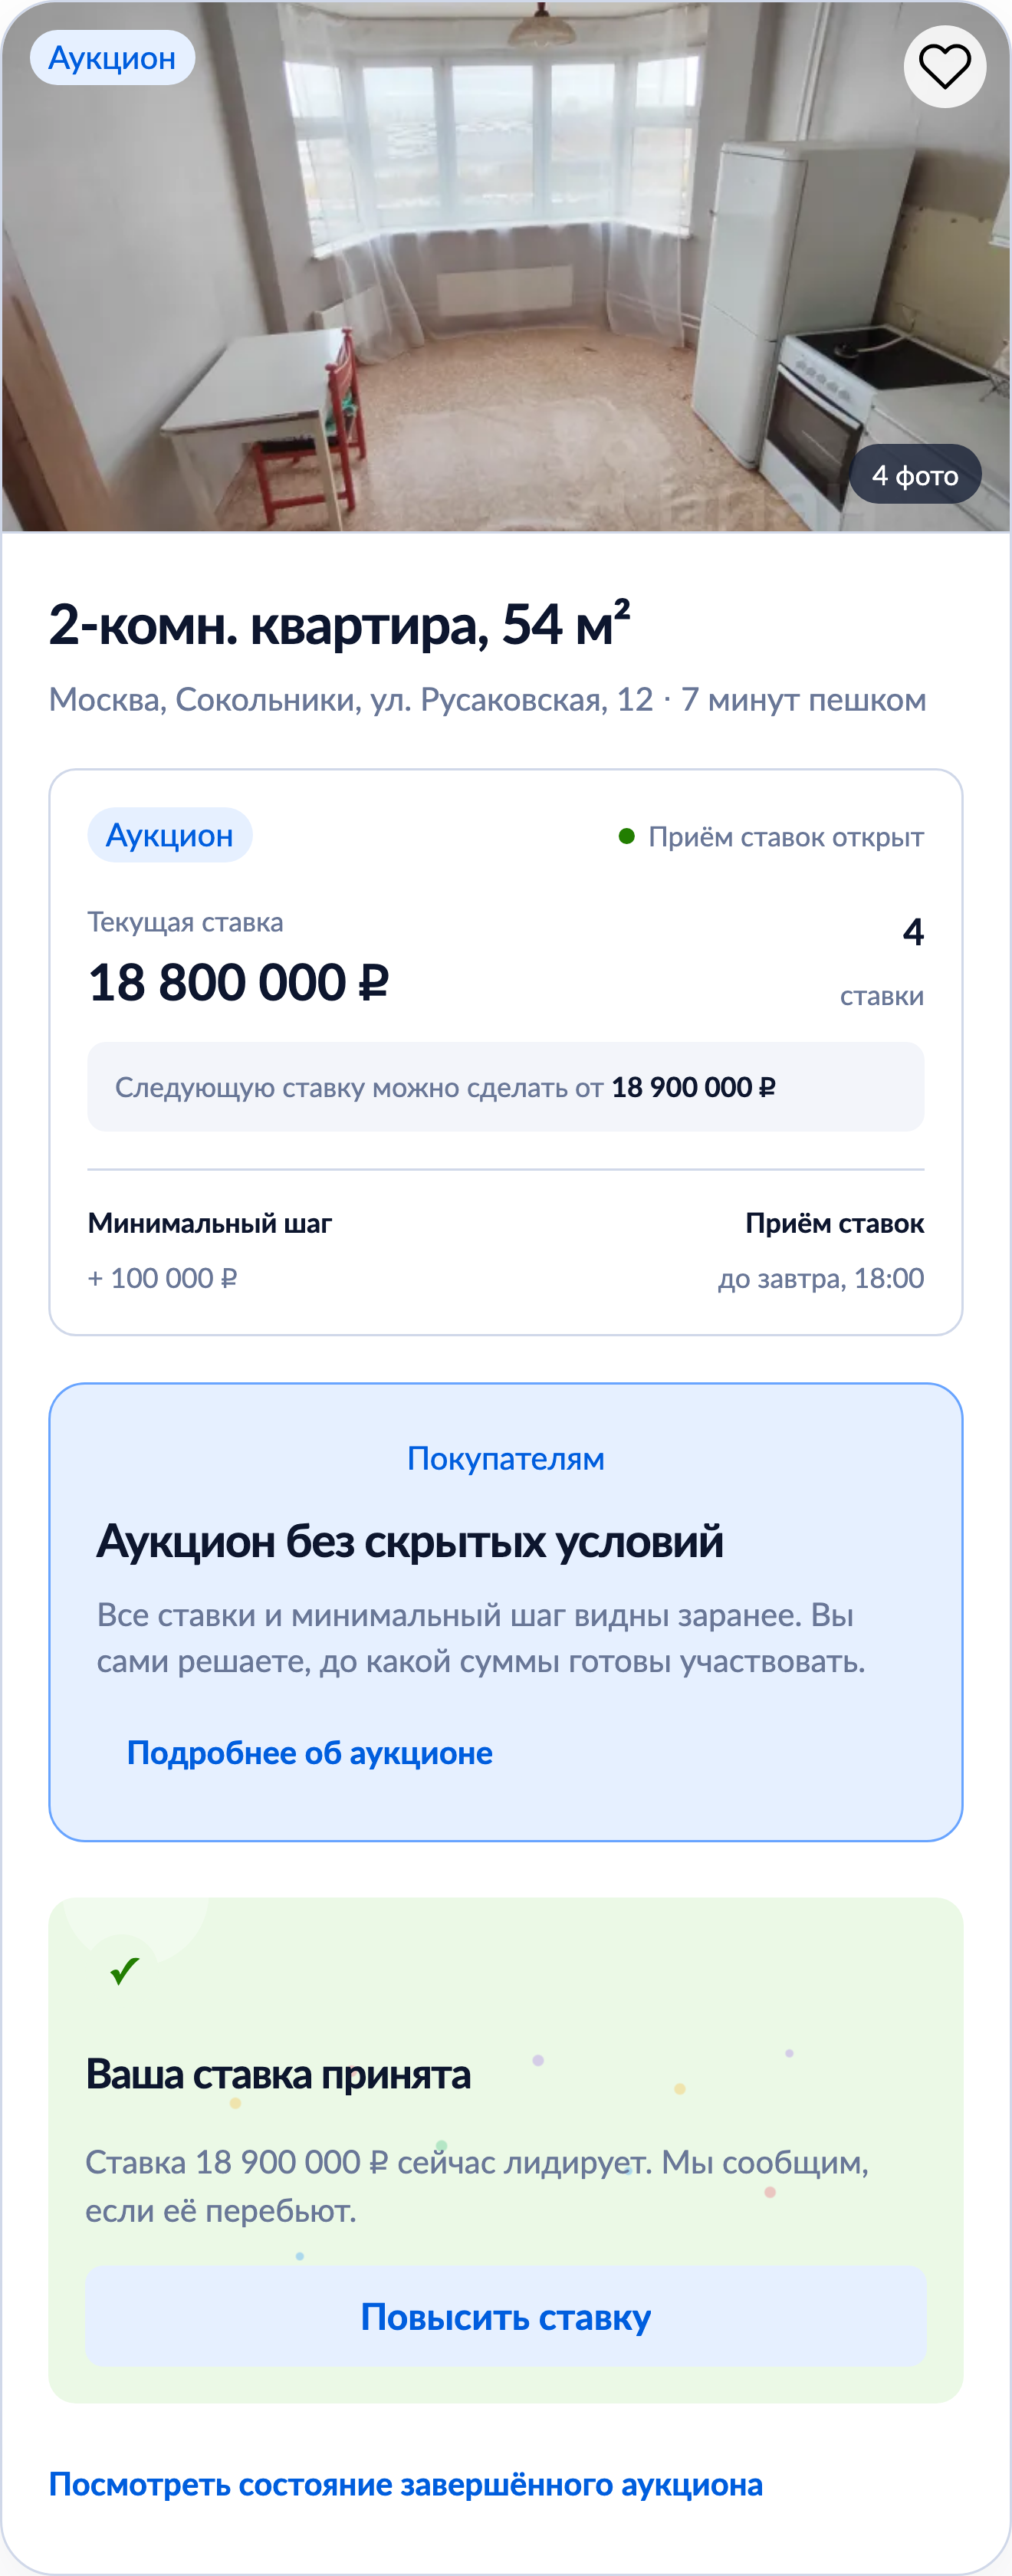 Аукцион
4 фото
2-комн. квартира, 54 м²
Москва, Сокольники, ул. Русаковская, 12 · 7 минут пешком
Аукцион
Приём ставок открыт
Текущая ставка
18 800 000 ₽
4
ставки
Следующую ставку можно сделать от 18 900 000 ₽
Минимальный шаг
+ 100 000 ₽
Приём ставок
до завтра, 18:00
Покупателям
Аукцион без скрытых условий
Все ставки и минимальный шаг видны заранее. Вы
сами решаете, до какой суммы готовы участвовать.
Подробнее об аукционе
Ваша ставка принята
Ставка 18 900 000 ₽ сейчас лидирует. Мы сообщим,
если её перебьют.
Повысить ставку
Посмотреть состояние завершённого аукциона